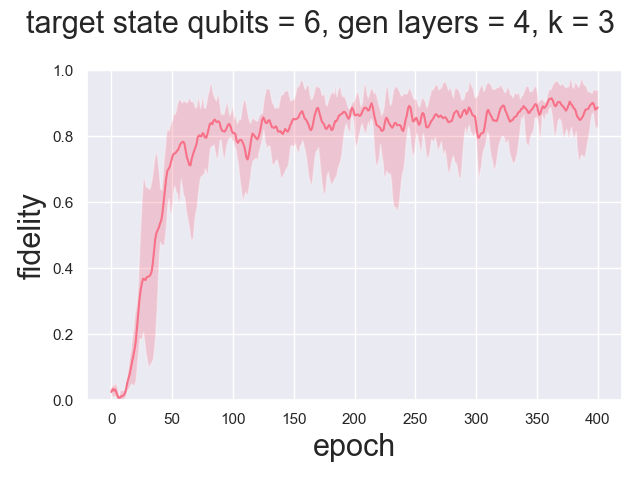 target state qubits = 6, gen layers = 4, k = 3
1.0
0.8
0.6
0.4
0.2
0.0
fidelity
0 50 100 150 200 250 300 350 400
epoch